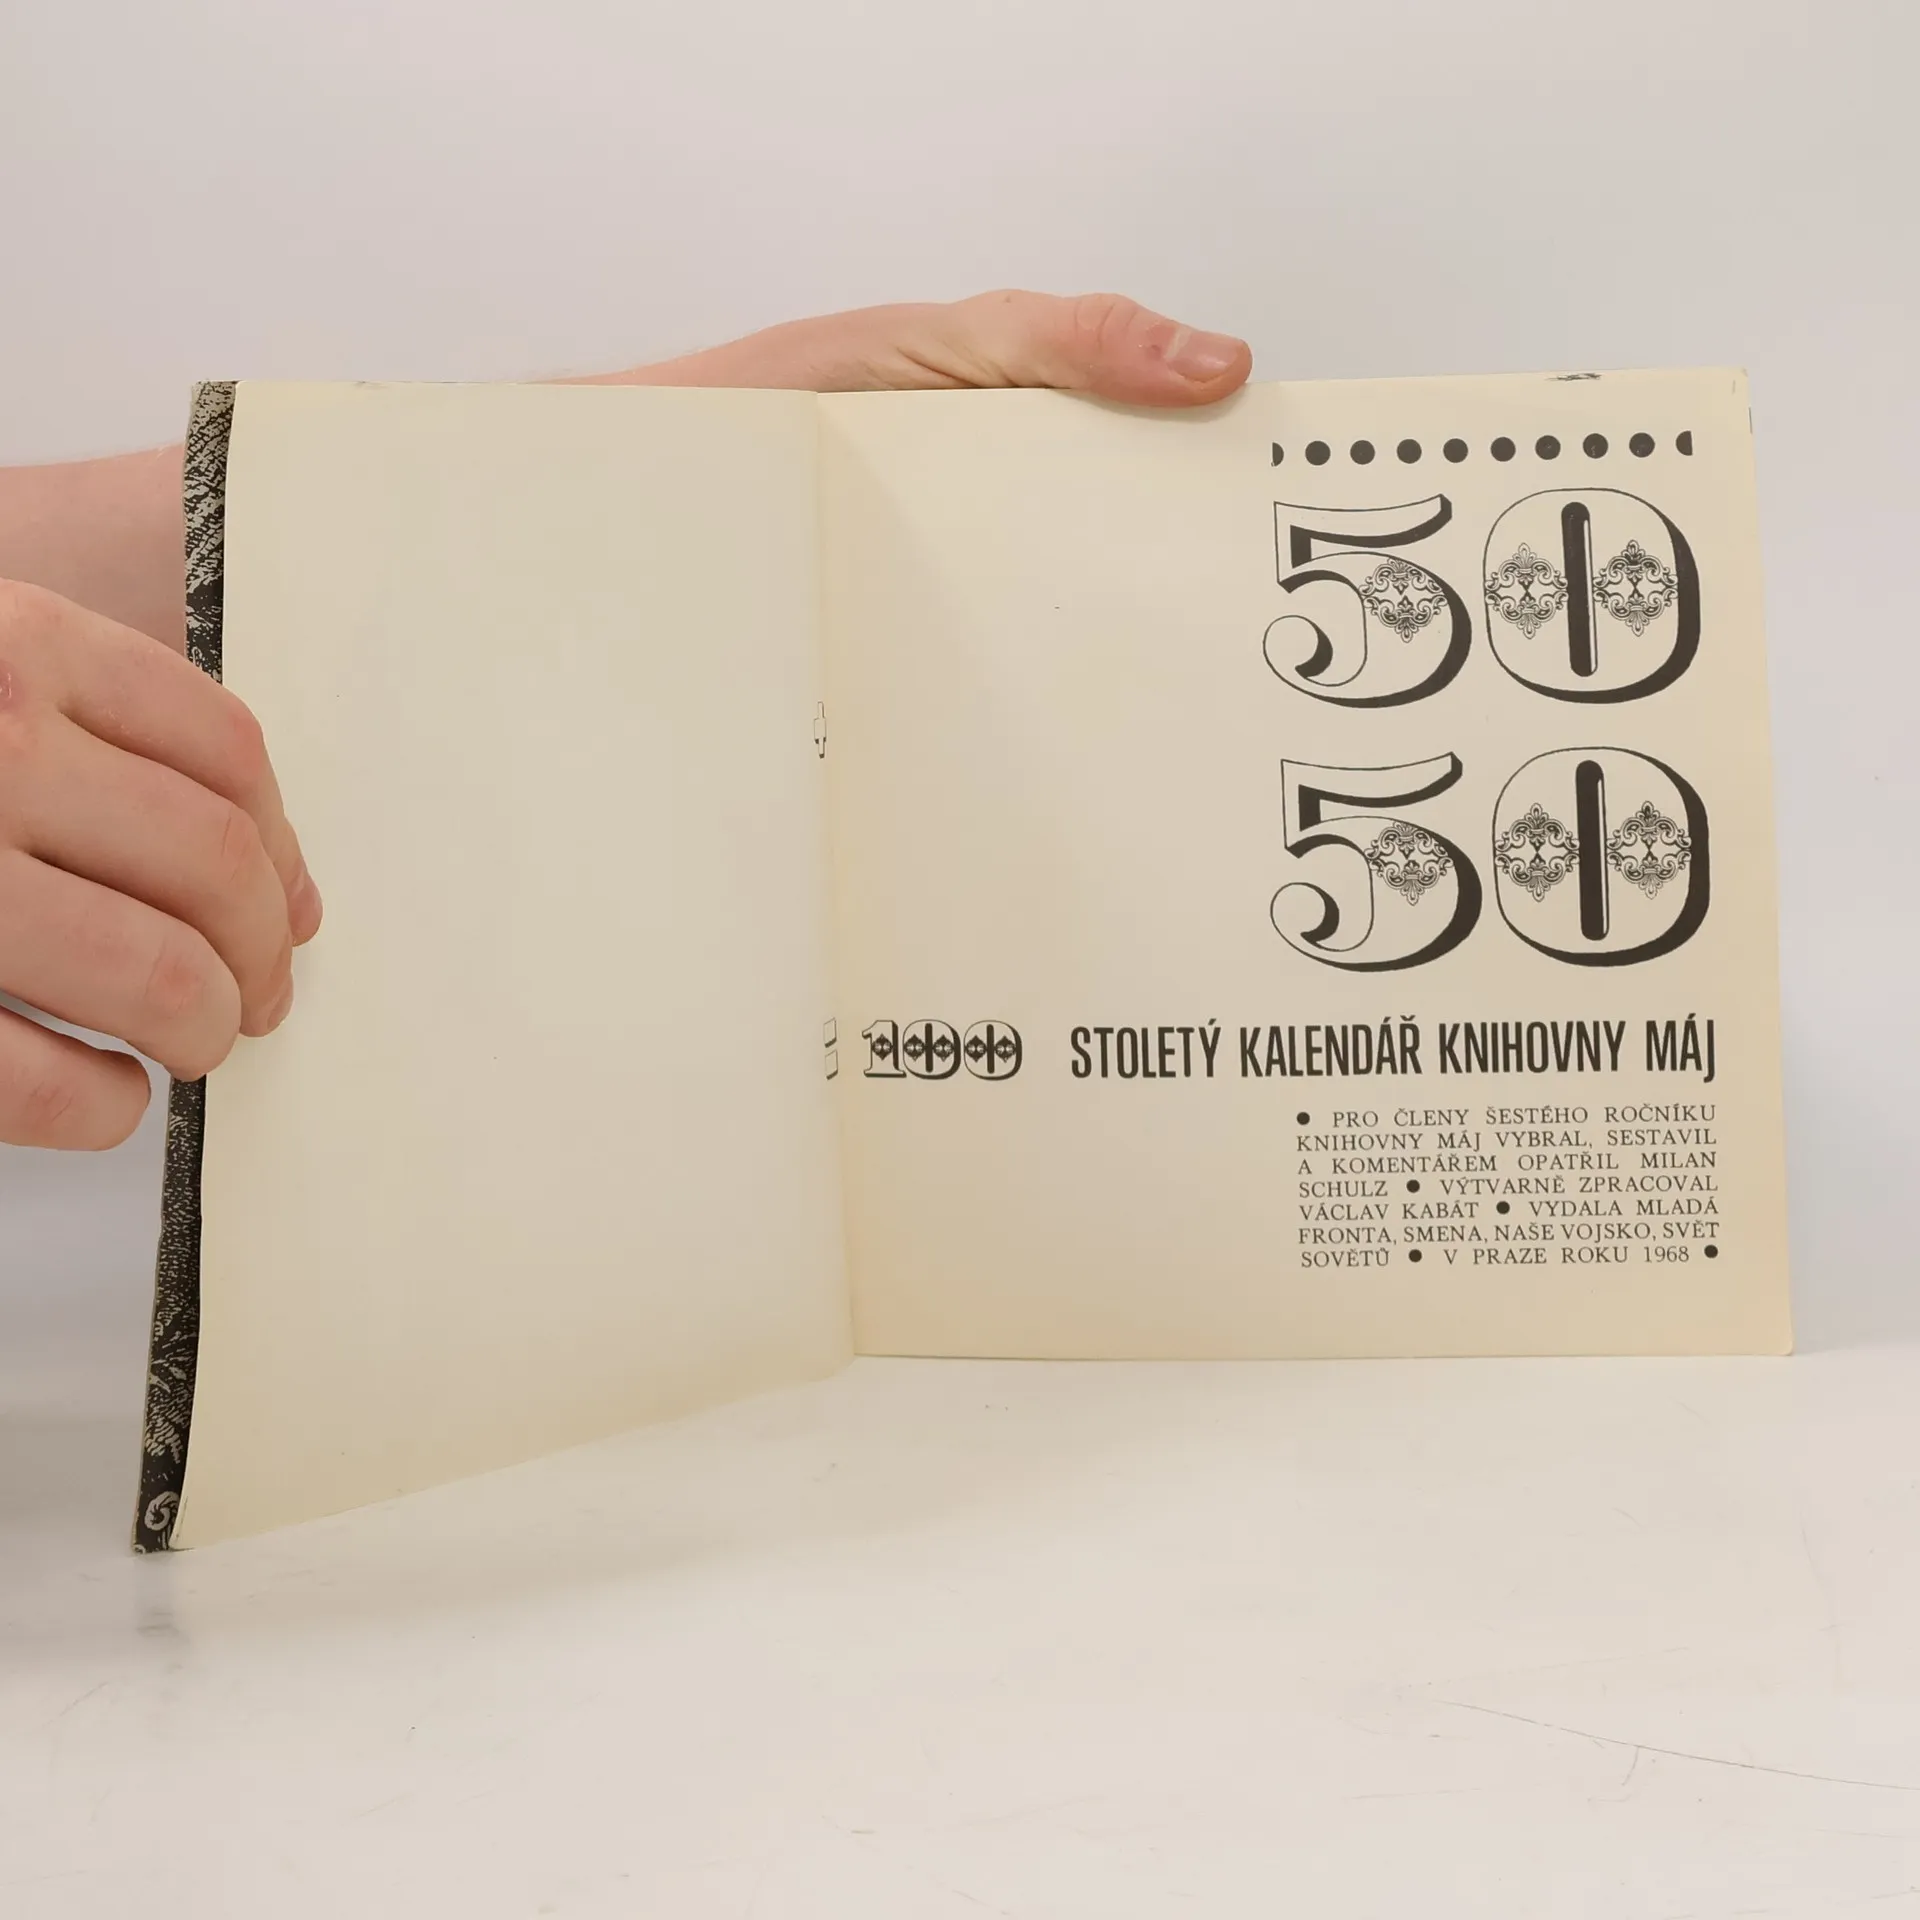 50
50
100 STOLETÝ KALENDÁŘ KNIHOVNY MÁJ
● PRO ČLENY ŠESTÉHO ROČNÍKU
KNIHOVNY MÁJ VYBRAL, SESTAVIL
A KOMENTÁŘEM OPATŘIL MILAN
SCHULZ ● VÝTVARNĚ ZPRACOVAL
VÁCLAV KABÁT ● VYDALA MLADÁ
FRONTA, SMENA, NAŠE VOJSKO, SVĚT
SOVĚTŮ ● V PRAZE ROKU 1968 ●